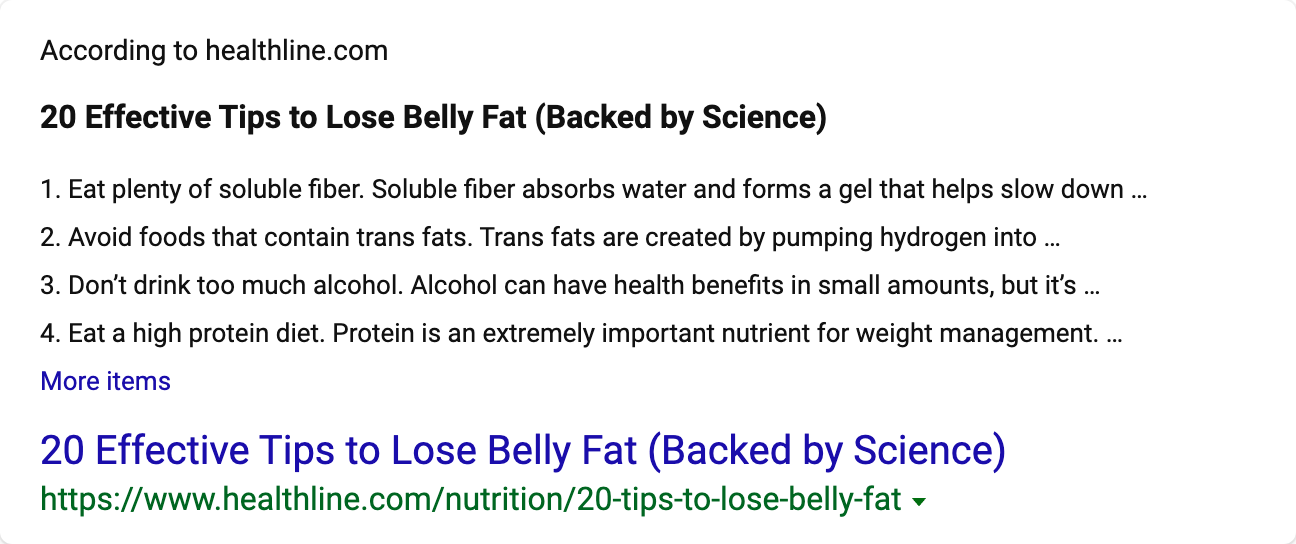 According to healthline.com
20 Effective Tips to Lose Belly Fat (Backed by Science)
1. Eat plenty of soluble fiber. Soluble fiber absorbs water and forms a gel that helps slow down ...
2. Avoid foods that contain trans fats. Trans fats are created by pumping hydrogen into ...
3. Don’t drink too much alcohol. Alcohol can have health benefits in small amounts, but it’s ...
4. Eat a high protein diet. Protein is an extremely important nutrient for weight management. ...
More items
20 Effective Tips to Lose Belly Fat (Backed by Science)
https://www.healthline.com/nutrition/20-tips-to-lose-belly-fat